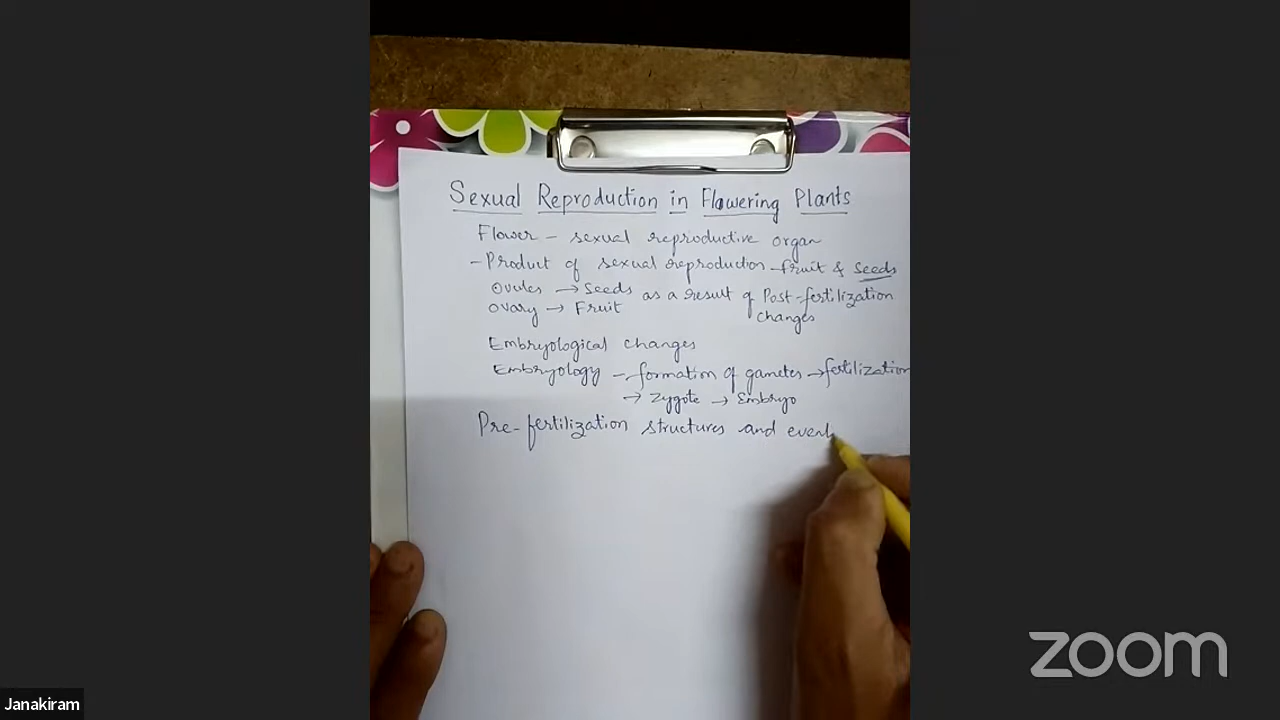 Sexual Reproduction in Flowering Plants
Flower - sexual reproductive organ
- Product of sexual reproduction - fruit & seeds
Ovules → seeds as a result of Post-fertilization
Ovary → Fruit
changes
Embryological changes
Embryology - formation of gametes → fertilization
→ Zygote → Embryo
Pre-fertilization structures and events
Janakiram
zoom